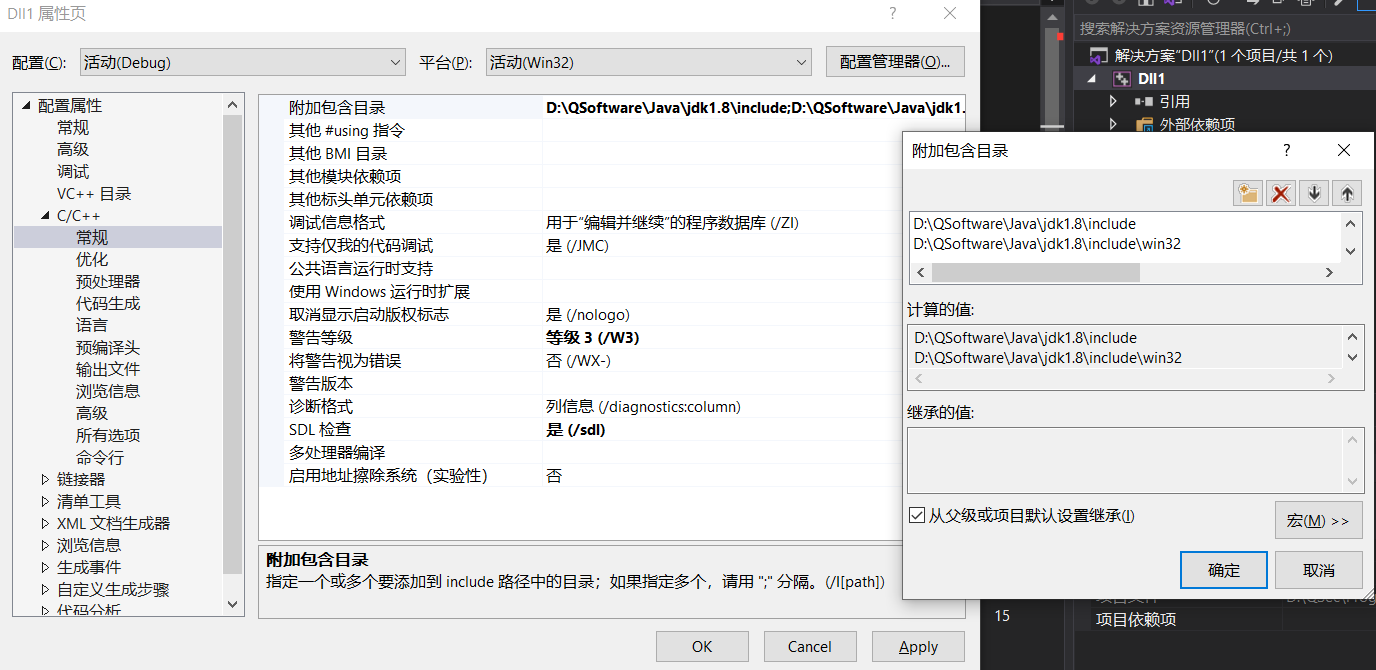 Dll1 属性页
配置(C):
活动(Debug)
平台(P):
活动(Win32)
配置管理器(O)...
配置属性
常规
高级
调试
VC++ 目录
C/C++
常规
优化
预处理器
代码生成
语言
预编译头
输出文件
浏览信息
高级
所有选项
命令行
链接器
清单工具
XML 文档生成器
浏览信息
生成事件
自定义生成步骤
代码分析
附加包含目录 D:\QSoftware\Java\jdk1.8\include;D:\QSoftware\Java\jdk1.
其他 #using 指令
其他 BMI 目录
其他模块依赖项
其他标头单元依赖项
调试信息格式 用于“编辑并继续”的程序数据库 (/ZI)
支持仅我的代码调试 是 (/JMC)
公共语言运行时支持
使用 Windows 运行时扩展
取消显示启动版权标志 是 (/nologo)
警告等级 等级 3 (/W3)
将警告视为错误 否 (/WX-)
警告版本
诊断格式 列信息 (/diagnostics:column)
SDL 检查 是 (/sdl)
多处理器编译
启用地址擦除系统（实验性） 否
附加包含目录
指定一个或多个要添加到 include 路径中的目录；如果指定多个，请用 ";" 分隔。(/I[path])
OK
Cancel
Apply
搜索解决方案资源管理器(Ctrl+;)
解决方案"Dll1"(1 个项目/共 1 个)
Dll1
引用
外部依赖项
附加包含目录
?
D:\QSoftware\Java\jdk1.8\include
D:\QSoftware\Java\jdk1.8\include\win32
计算的值:
D:\QSoftware\Java\jdk1.8\include
D:\QSoftware\Java\jdk1.8\include\win32
继承的值:
从父级或项目默认设置继承(I)
宏(M) >>
确定
取消
15
项目依赖项